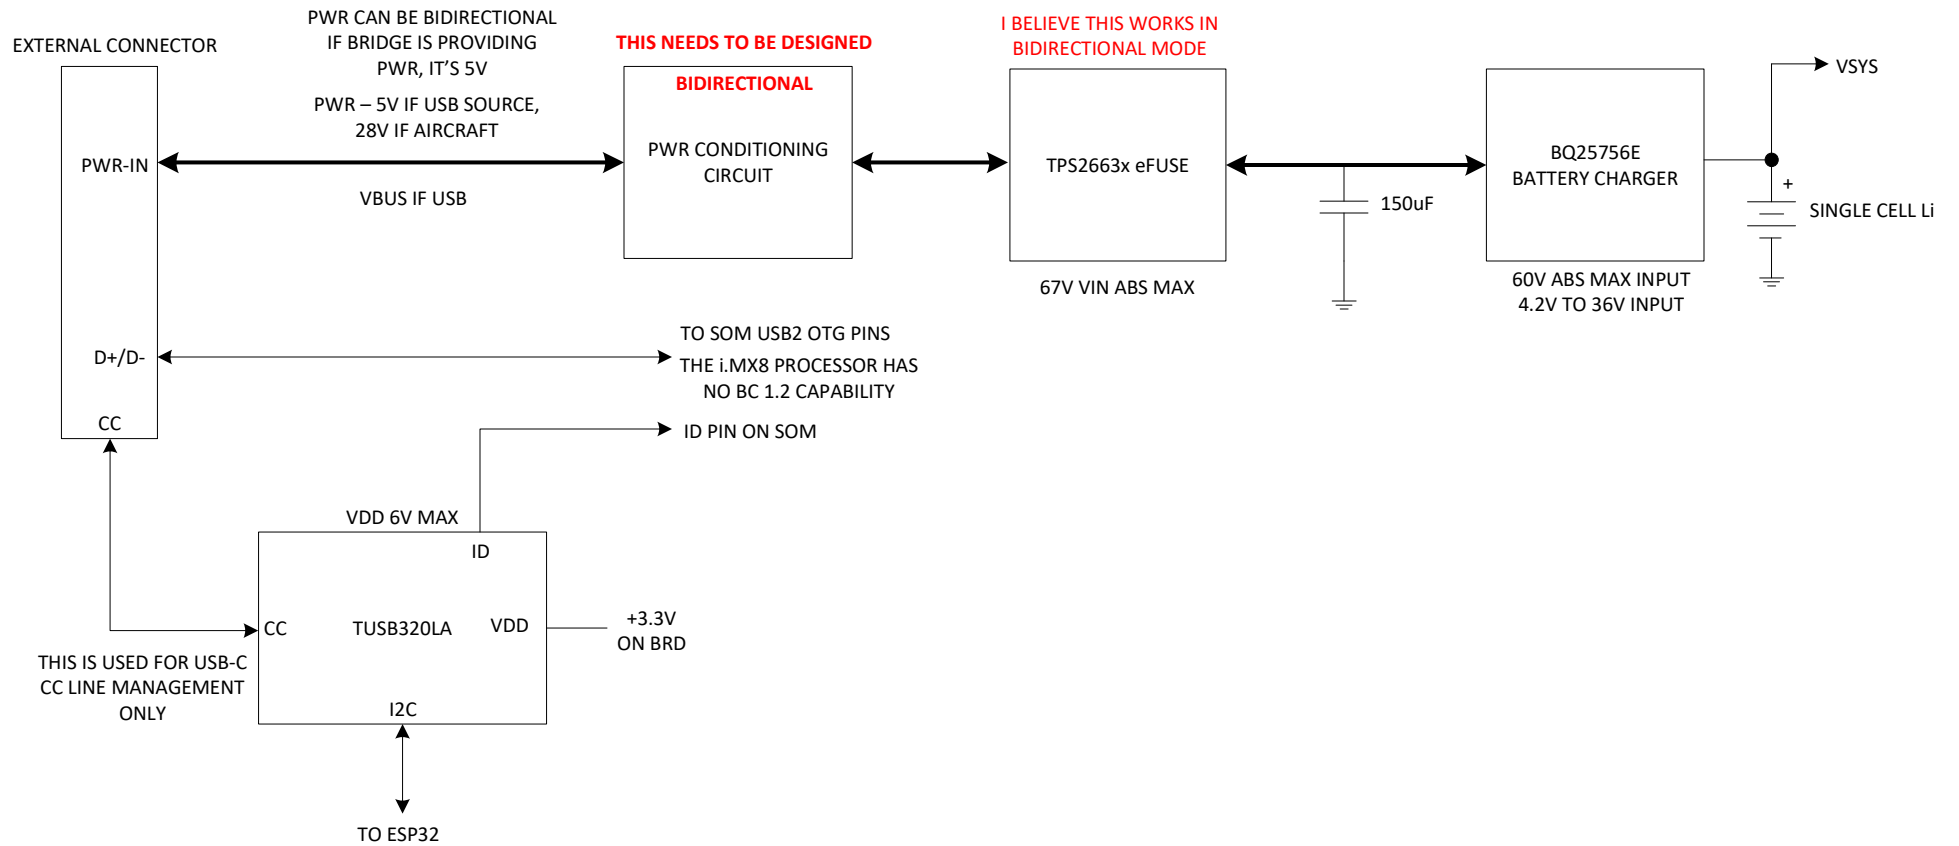 EXTERNAL CONNECTOR
PWR-IN
D+/D-
CC
PWR CAN BE BIDIRECTIONAL
IF BRIDGE IS PROVIDING
PWR, IT’S 5V
PWR – 5V IF USB SOURCE,
28V IF AIRCRAFT
VBUS IF USB
THIS NEEDS TO BE DESIGNED
BIDIRECTIONAL
PWR CONDITIONING
CIRCUIT
I BELIEVE THIS WORKS IN
BIDIRECTIONAL MODE
TPS2663x eFUSE
67V VIN ABS MAX
150uF
BQ25756E
BATTERY CHARGER
60V ABS MAX INPUT
4.2V TO 36V INPUT
VSYS
+
SINGLE CELL Li
TO SOM USB2 OTG PINS
THE i.MX8 PROCESSOR HAS
NO BC 1.2 CAPABILITY
ID PIN ON SOM
VDD 6V MAX
ID
CC
TUSB320LA
VDD
+3.3V
ON BRD
I2C
THIS IS USED FOR USB-C
CC LINE MANAGEMENT
ONLY
TO ESP32